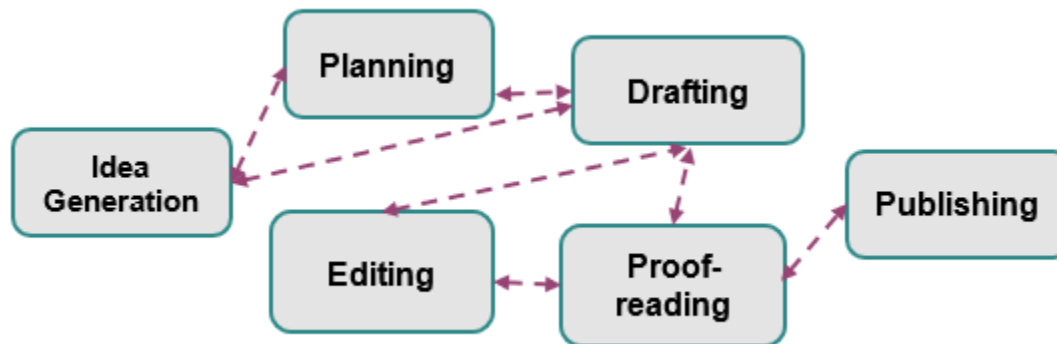 Planning
Drafting
Idea
Generation
Publishing
Editing
Proof-
reading